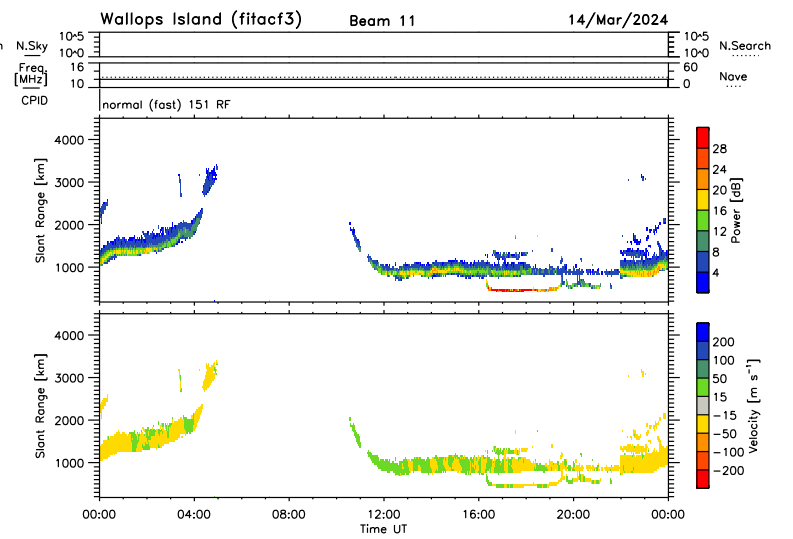 Wallops Island (fitacf3) Beam 11 14/Mar/2024
N.Sky 10^5 10^0 10^5 10^0 N.Search
Freq. [MHz] 16 10 60 0 Nave
CPID normal (fast) 151 RF
Slant Range [km]
4000
3000
2000
1000
28
24
20
16
12
8
4
Power [dB]
Slant Range [km]
4000
3000
2000
1000
200
100
50
15
-15
-50
-100
-200
Velocity [m s⁻¹]
00:00 04:00 08:00 12:00 16:00 20:00 00:00
Time UT